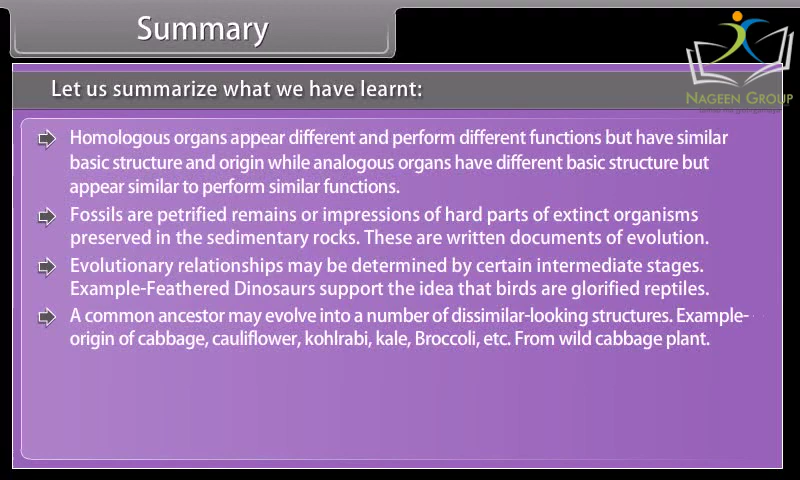 Summary
NAGEEN GROUP
Let us summarize what we have learnt:
Homologous organs appear different and perform different functions but have similar
basic structure and origin while analogous organs have different basic structure but
appear similar to perform similar functions.
Fossils are petrified remains or impressions of hard parts of extinct organisms
preserved in the sedimentary rocks. These are written documents of evolution.
Evolutionary relationships may be determined by certain intermediate stages.
Example-Feathered Dinosaurs support the idea that birds are glorified reptiles.
A common ancestor may evolve into a number of dissimilar-looking structures. Example-
origin of cabbage, cauliflower, kohlrabi, kale, Broccoli, etc. From wild cabbage plant.